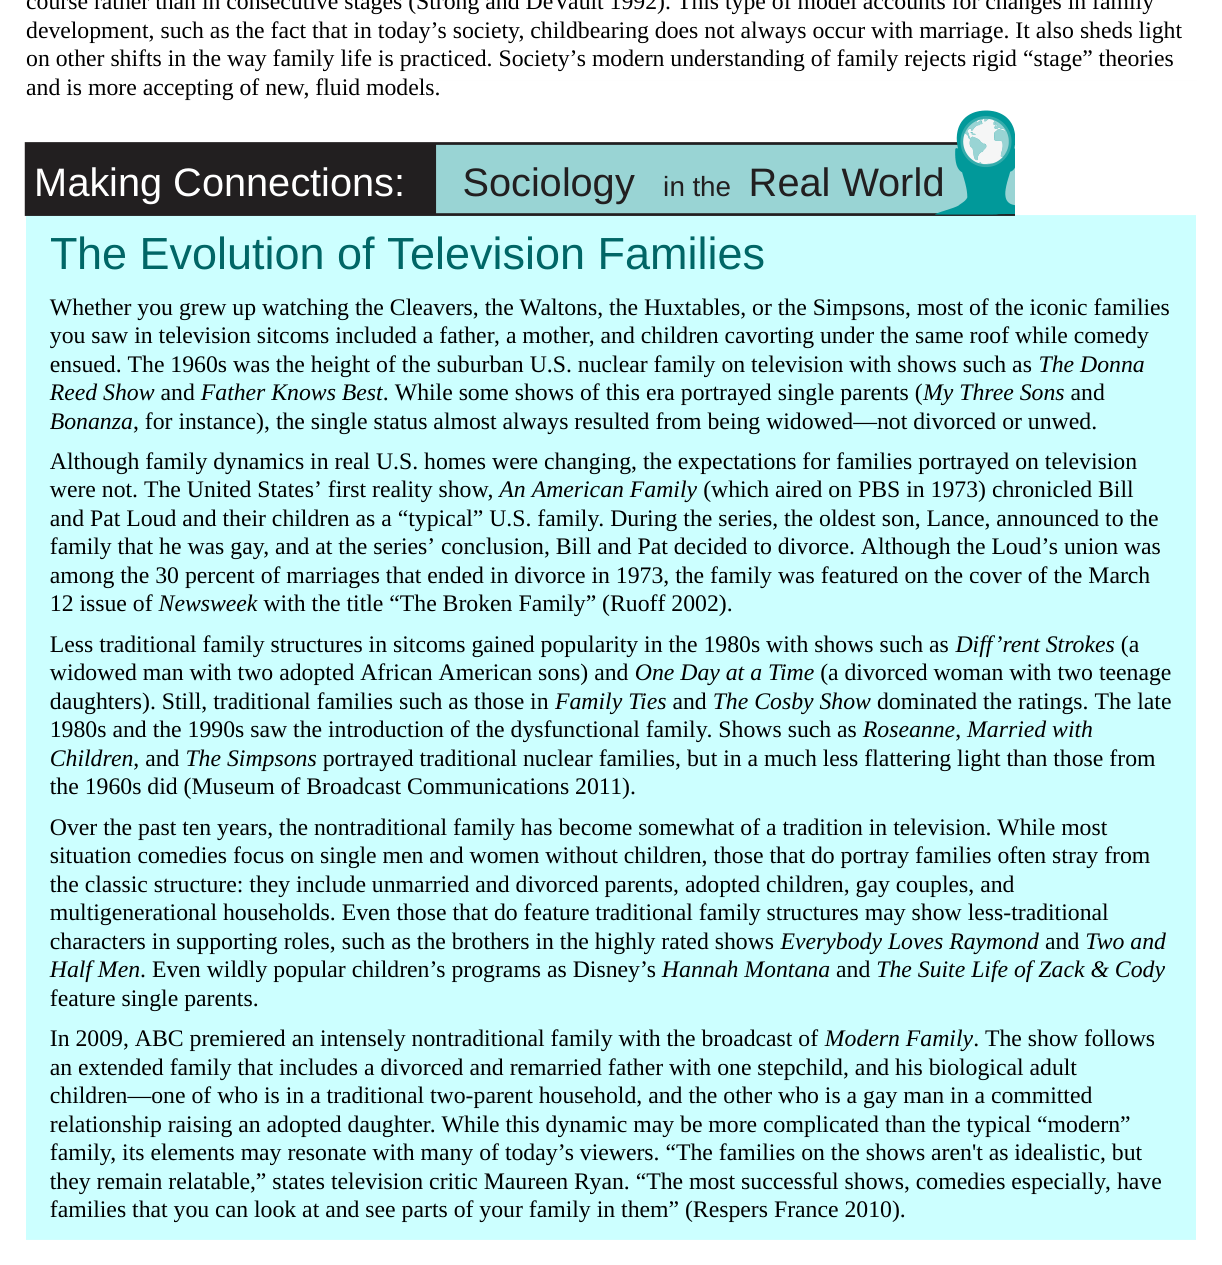 course rather than in consecutive stages (Strong and DeVault 1992). This type of model accounts for changes in family
development, such as the fact that in today’s society, childbearing does not always occur with marriage. It also sheds light
on other shifts in the way family life is practiced. Society’s modern understanding of family rejects rigid “stage” theories
and is more accepting of new, fluid models.
Making Connections: Sociology in the Real World
The Evolution of Television Families
Whether you grew up watching the Cleavers, the Waltons, the Huxtables, or the Simpsons, most of the iconic families
you saw in television sitcoms included a father, a mother, and children cavorting under the same roof while comedy
ensued. The 1960s was the height of the suburban U.S. nuclear family on television with shows such as The Donna
Reed Show and Father Knows Best. While some shows of this era portrayed single parents (My Three Sons and
Bonanza, for instance), the single status almost always resulted from being widowed—not divorced or unwed.
Although family dynamics in real U.S. homes were changing, the expectations for families portrayed on television
were not. The United States’ first reality show, An American Family (which aired on PBS in 1973) chronicled Bill
and Pat Loud and their children as a “typical” U.S. family. During the series, the oldest son, Lance, announced to the
family that he was gay, and at the series’ conclusion, Bill and Pat decided to divorce. Although the Loud’s union was
among the 30 percent of marriages that ended in divorce in 1973, the family was featured on the cover of the March
12 issue of Newsweek with the title “The Broken Family” (Ruoff 2002).
Less traditional family structures in sitcoms gained popularity in the 1980s with shows such as Diff’rent Strokes (a
widowed man with two adopted African American sons) and One Day at a Time (a divorced woman with two teenage
daughters). Still, traditional families such as those in Family Ties and The Cosby Show dominated the ratings. The late
1980s and the 1990s saw the introduction of the dysfunctional family. Shows such as Roseanne, Married with
Children, and The Simpsons portrayed traditional nuclear families, but in a much less flattering light than those from
the 1960s did (Museum of Broadcast Communications 2011).
Over the past ten years, the nontraditional family has become somewhat of a tradition in television. While most
situation comedies focus on single men and women without children, those that do portray families often stray from
the classic structure: they include unmarried and divorced parents, adopted children, gay couples, and
multigenerational households. Even those that do feature traditional family structures may show less-traditional
characters in supporting roles, such as the brothers in the highly rated shows Everybody Loves Raymond and Two and
Half Men. Even wildly popular children’s programs as Disney’s Hannah Montana and The Suite Life of Zack & Cody
feature single parents.
In 2009, ABC premiered an intensely nontraditional family with the broadcast of Modern Family. The show follows
an extended family that includes a divorced and remarried father with one stepchild, and his biological adult
children—one of who is in a traditional two-parent household, and the other who is a gay man in a committed
relationship raising an adopted daughter. While this dynamic may be more complicated than the typical “modern”
family, its elements may resonate with many of today’s viewers. “The families on the shows aren't as idealistic, but
they remain relatable,” states television critic Maureen Ryan. “The most successful shows, comedies especially, have
families that you can look at and see parts of your family in them” (Respers France 2010).